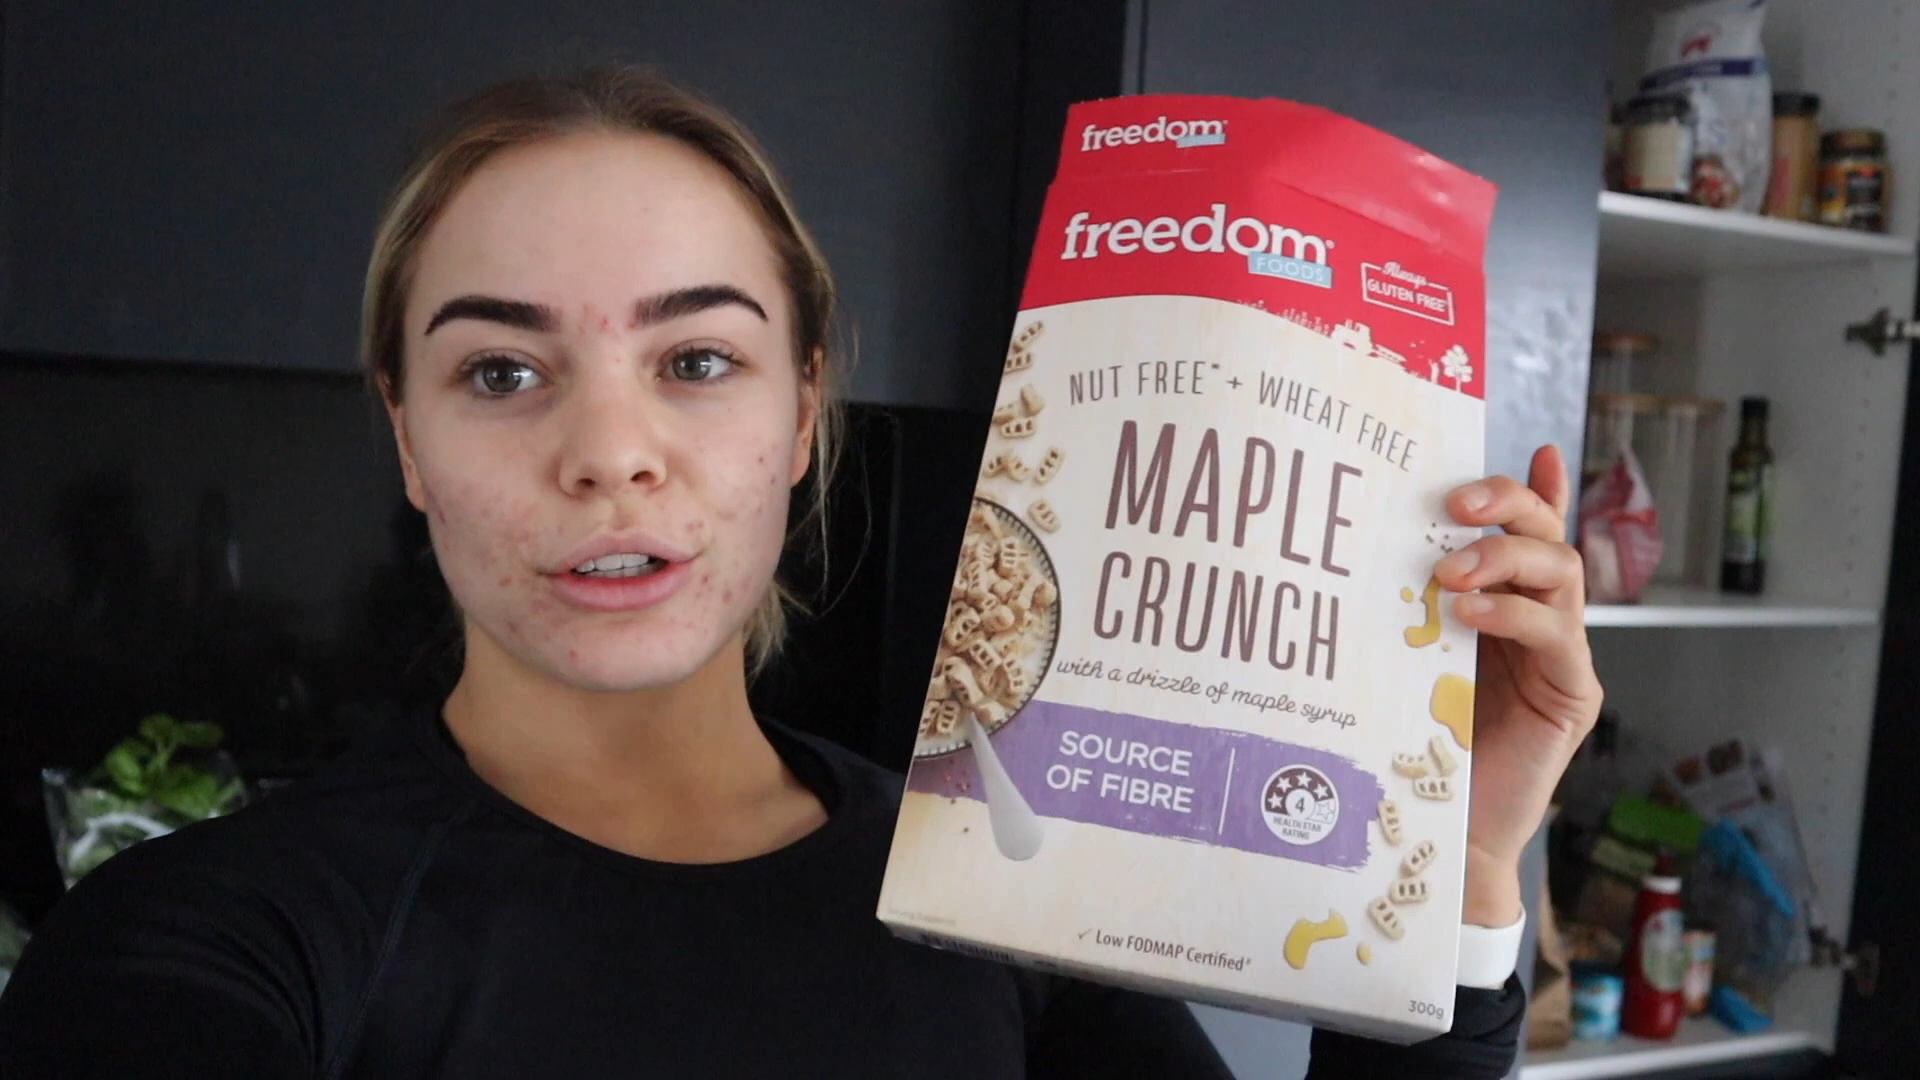 freedom
freedom
FOODS
Always
GLUTEN FREE
NUT FREE* + WHEAT FREE
MAPLE
CRUNCH
with a drizzle of maple syrup
SOURCE
OF FIBRE
4
HEALTH STAR
RATING
✓ Low FODMAP Certified#
300g